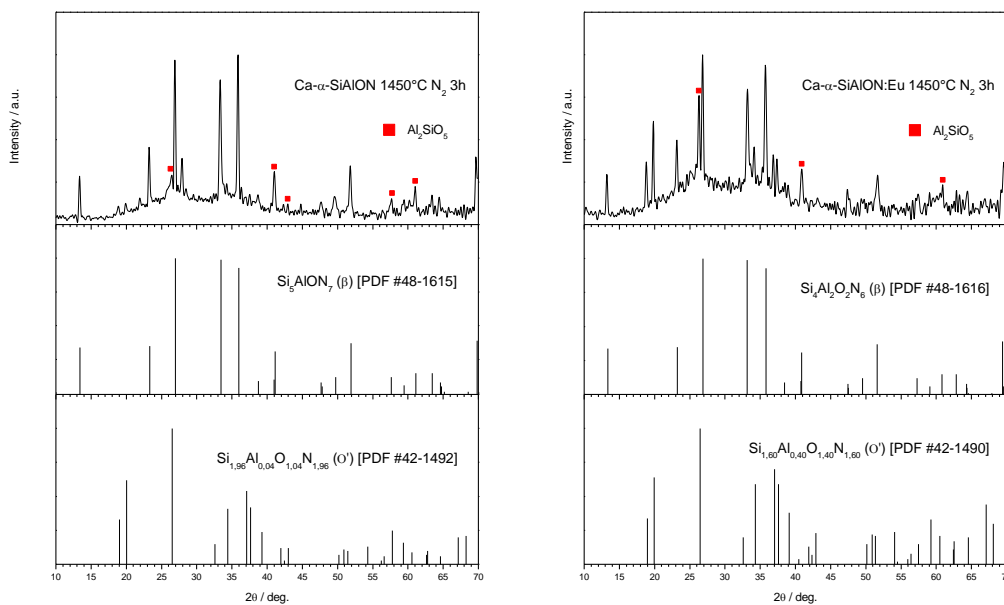 Intensity / a.u.
Ca-α-SiAlON 1450°C N₂ 3h
Al₂SiO₅
Si₅AlON₇ (β) [PDF #48-1615]
Si₁,₉₆Al₀,₀₄O₁,₀₄N₁,₉₆ (O') [PDF #42-1492]
10 15 20 25 30 35 40 45 50 55 60 65 70
2θ / deg.
Intensity / a.u.
Ca-α-SiAlON:Eu 1450°C N₂ 3h
Al₂SiO₅
Si₄Al₂O₂N₆ (β) [PDF #48-1616]
Si₁,₆₀Al₀,₄₀O₁,₄₀N₁,₆₀ (O') [PDF #42-1490]
10 15 20 25 30 35 40 45 50 55 60 65 70
2θ / deg.